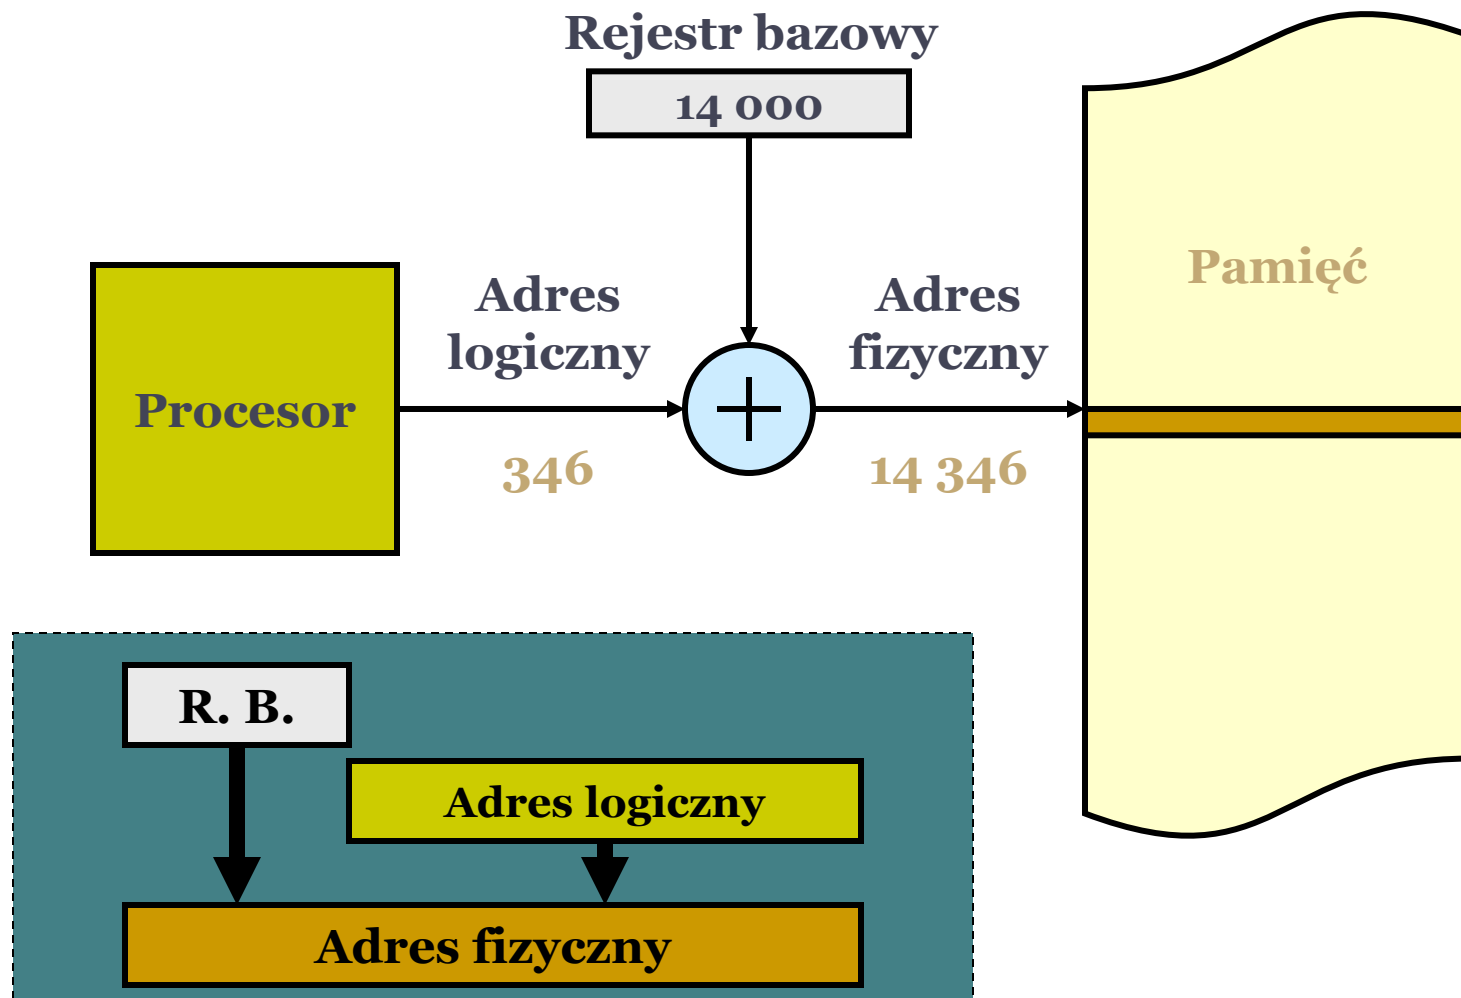 Rejestr bazowy
14 000
Pamięć
Adres
logiczny
Adres
fizyczny
Procesor
346
14 346
R. B.
Adres logiczny
Adres fizyczny